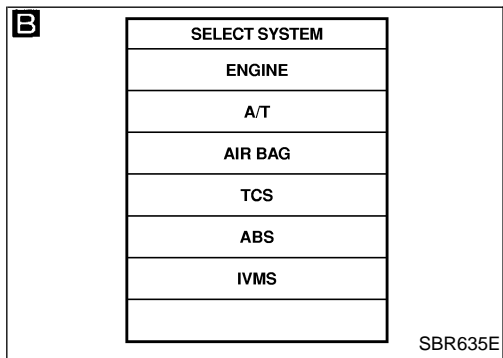 B
SELECT SYSTEM
ENGINE
A/T
AIR BAG
TCS
ABS
IVMS
SBR635E